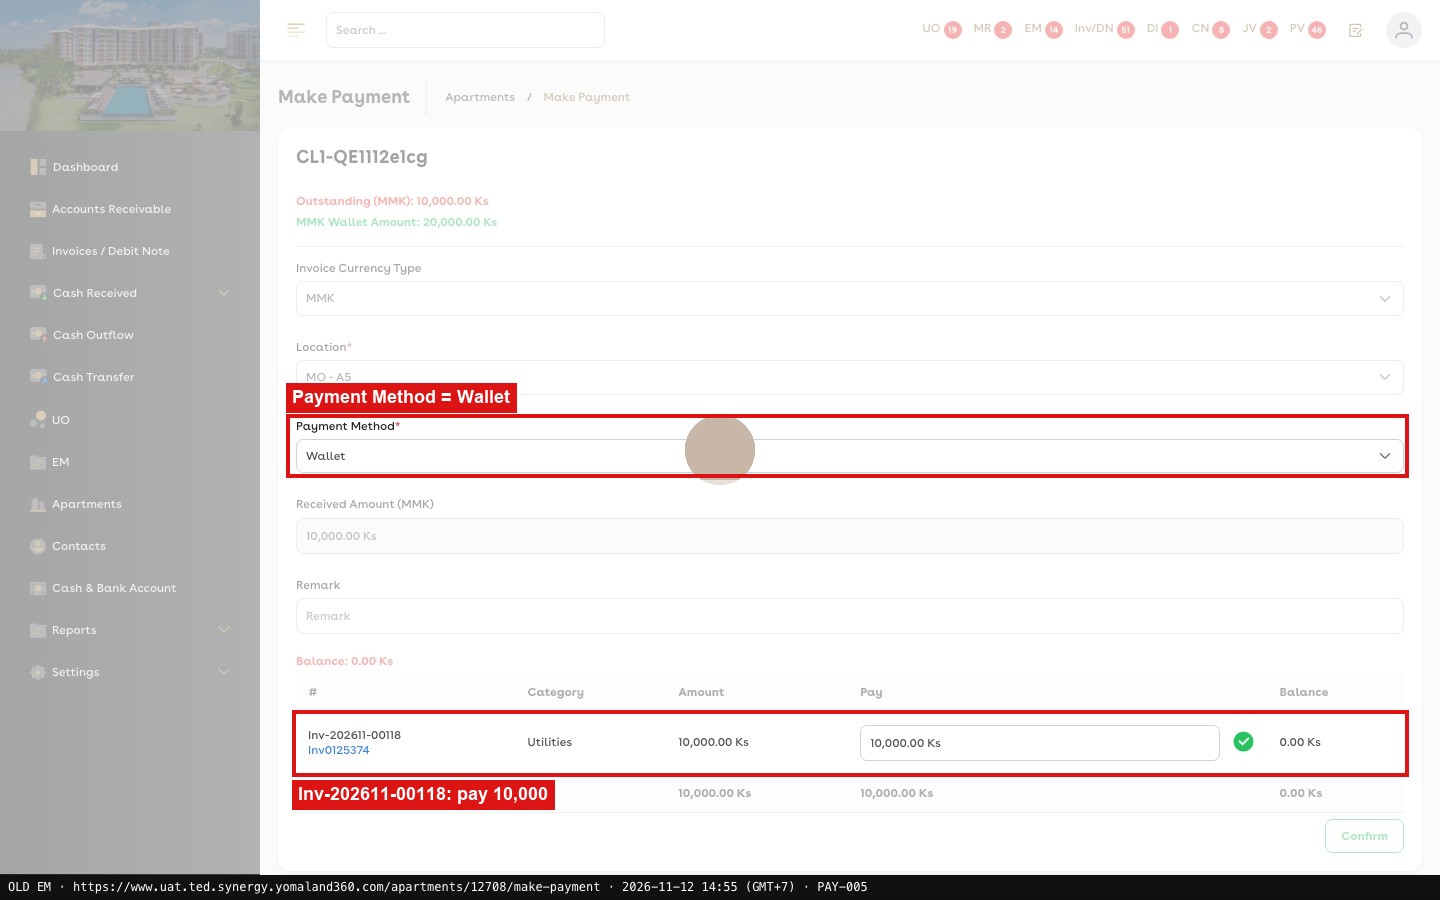 Search ...
UO 19 MR 2 EM 14 Inv/DN 51 DI 1 CN 8 JV 2 PV 46
Make Payment
Apartments / Make Payment
Dashboard
Accounts Receivable
Invoices / Debit Note
Cash Received
Cash Outflow
Cash Transfer
UO
EM
Apartments
Contacts
Cash & Bank Account
Reports
Settings
CL1-QE1112e1cg
Outstanding (MMK): 10,000.00 Ks
MMK Wallet Amount: 20,000.00 Ks
Invoice Currency Type
MMK
Location*
MO - A5
Payment Method = Wallet
Payment Method*
Wallet
Received Amount (MMK)
10,000.00 Ks
Remark
Remark
Balance: 0.00 Ks
# Category Amount Pay Balance
Inv-202611-00118
Inv0125374
Utilities 10,000.00 Ks 10,000.00 Ks 0.00 Ks
Inv-202611-00118: pay 10,000
10,000.00 Ks 10,000.00 Ks 0.00 Ks
Confirm
OLD EM · https://www.uat.ted.synergy.yomaland360.com/apartments/12708/make-payment · 2026-11-12 14:55 (GMT+7) · PAY-005